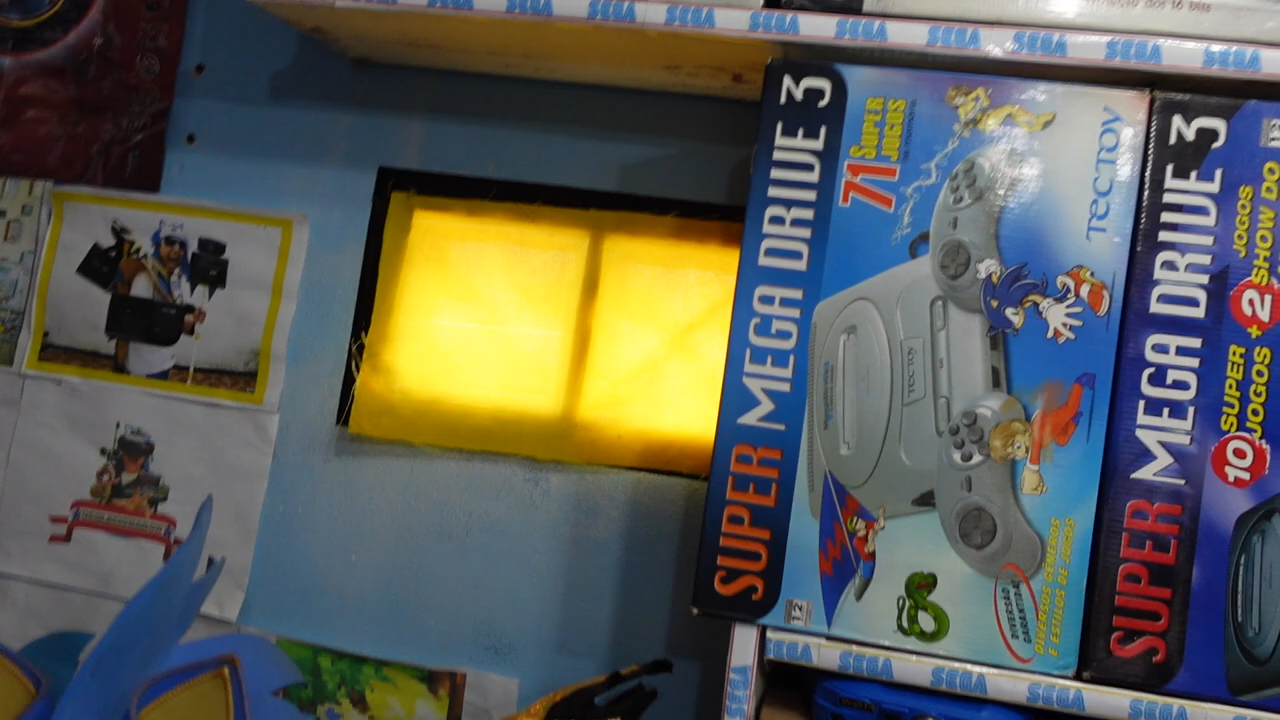 SEGA SEGA SEGA SEGA SEGA SEGA SEGA SEGA SEGA
SUPER MEGA DRIVE 3
71 SUPER
JOGOS
TECTOY
TECTOY
DIVERSÃO
GARANTIDA
DIVERSOS GÊNEROS
E ESTILOS DE JOGOS
12
SUPER MEGA DRIVE 3
10 SUPER
JOGOS + 2 JOGOS
SHOW DO
SEGA SEGA SEGA SEGA SEGA
SEGA